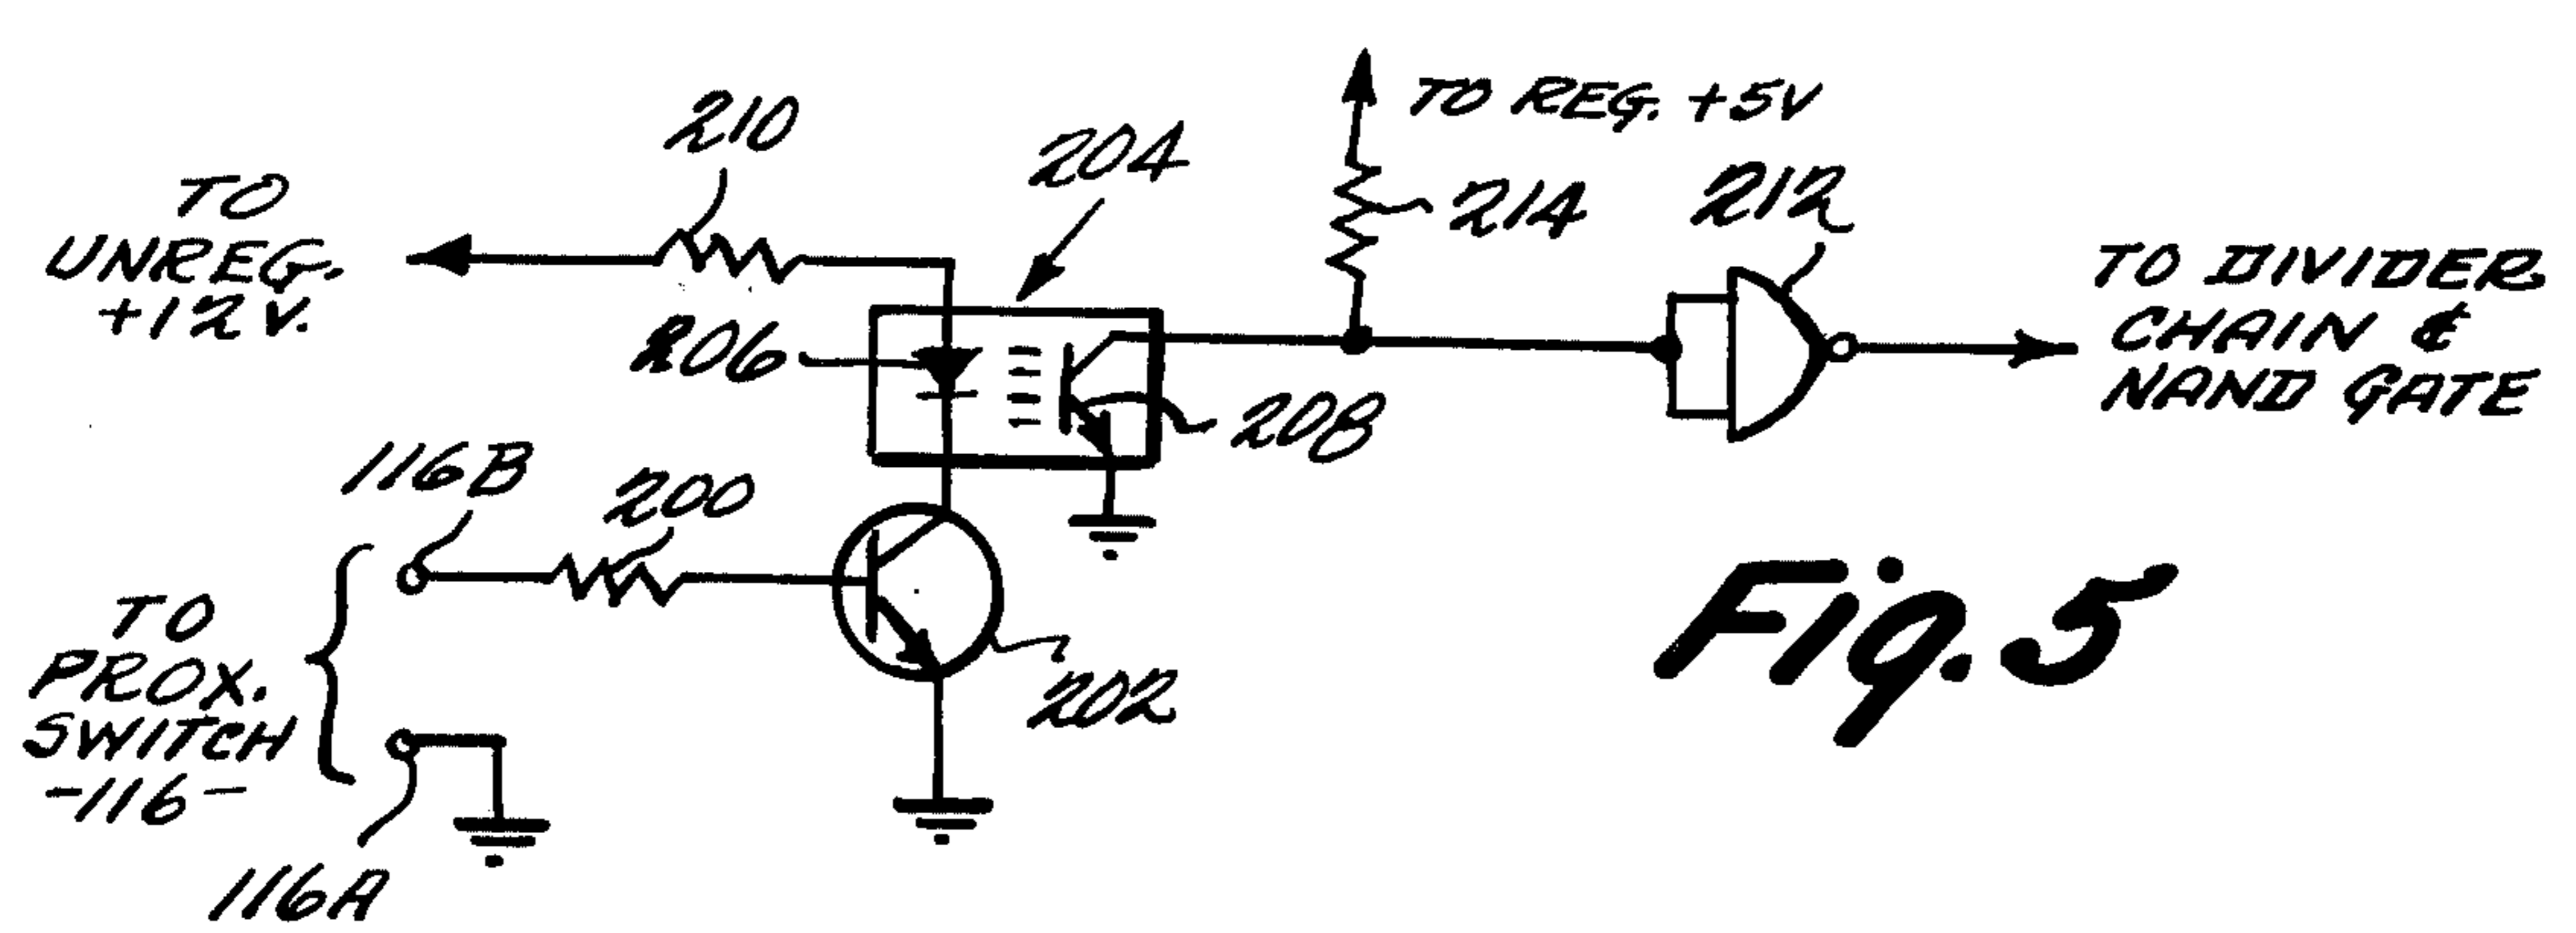 210
204
TO REG. +5V
TO
UNREG.
+12 V.
214
212
TO DIVIDER
CHAIN &
NAND GATE
206
208
116B
200
TO
PROX.
SWITCH
-116-
202
116A
Fig. 5